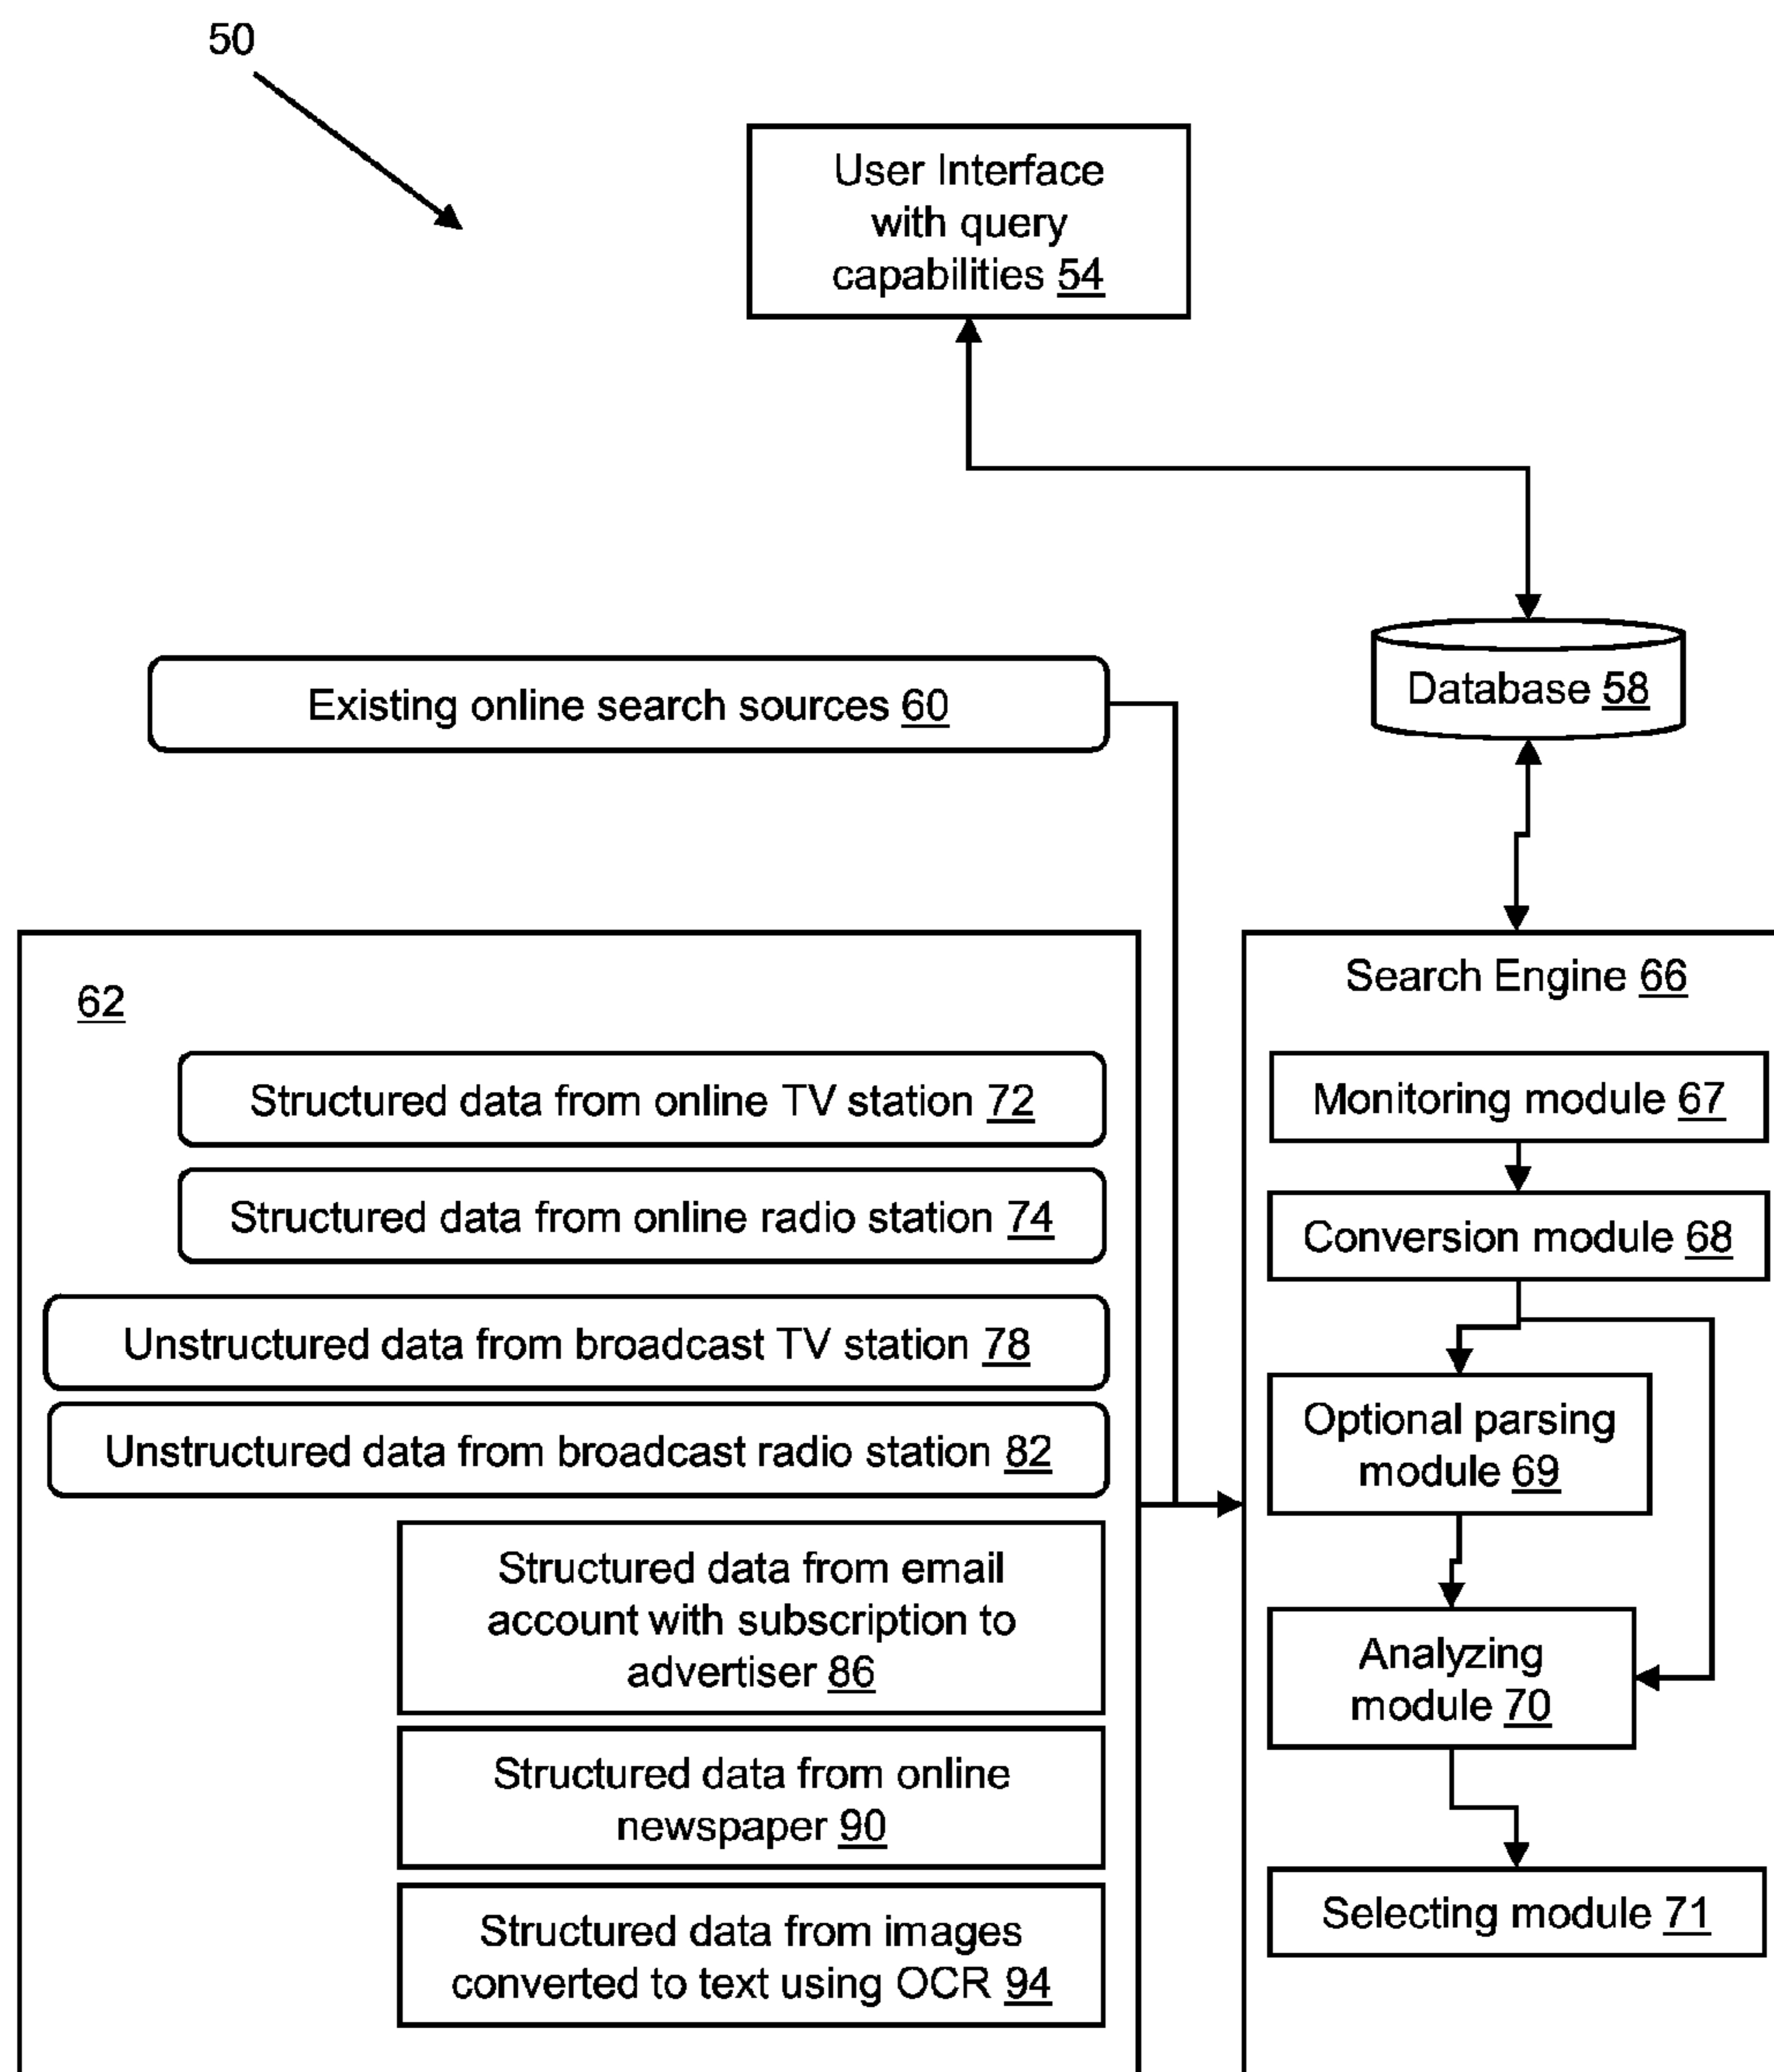 50
User Interface
with query
capabilities 54
Database 58
Existing online search sources 60
62
Structured data from online TV station 72
Structured data from online radio station 74
Unstructured data from broadcast TV station 78
Unstructured data from broadcast radio station 82
Structured data from email
account with subscription to
advertiser 86
Structured data from online
newspaper 90
Structured data from images
converted to text using OCR 94
Search Engine 66
Monitoring module 67
Conversion module 68
Optional parsing
module 69
Analyzing
module 70
Selecting module 71